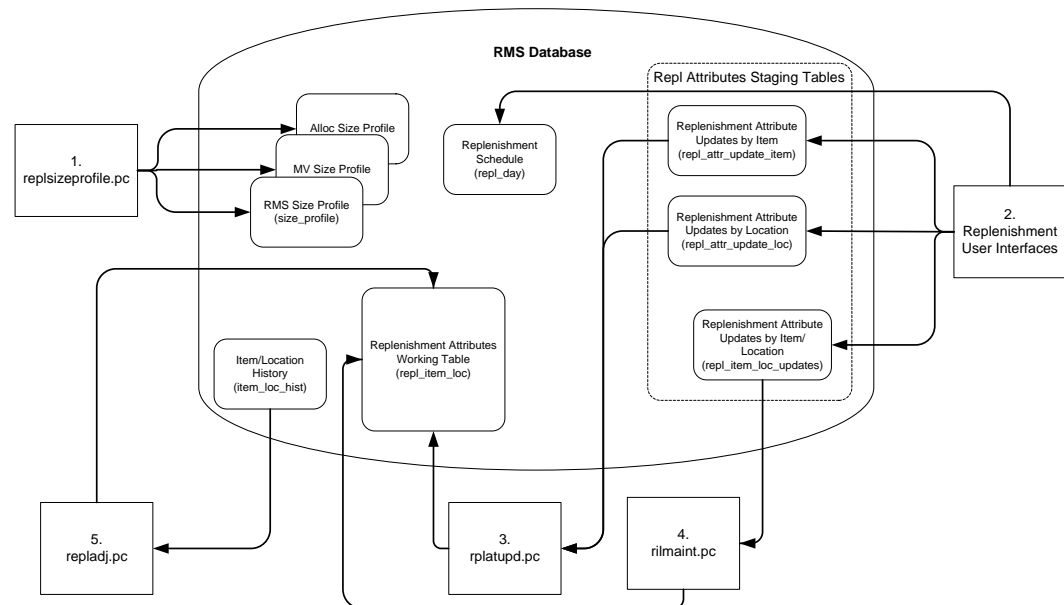 RMS Database
Repl Attributes Staging Tables
Alloc Size Profile
MV Size Profile
RMS Size Profile
(size_profile)
1.
replsizeprofile.pc
Replenishment
Schedule
(repl_day)
Replenishment Attribute
Updates by Item
(repl_attr_update_item)
Replenishment Attribute
Updates by Location
(repl_attr_update_loc)
2.
Replenishment
User Interfaces
Replenishment Attribute
Updates by Item/
Location
(repl_item_loc_updates)
Replenishment Attributes
Working Table
(repl_item_loc)
Item/Location
History
(item_loc_hist)
5.
repladj.pc
3.
rplatupd.pc
4.
rilmaint.pc